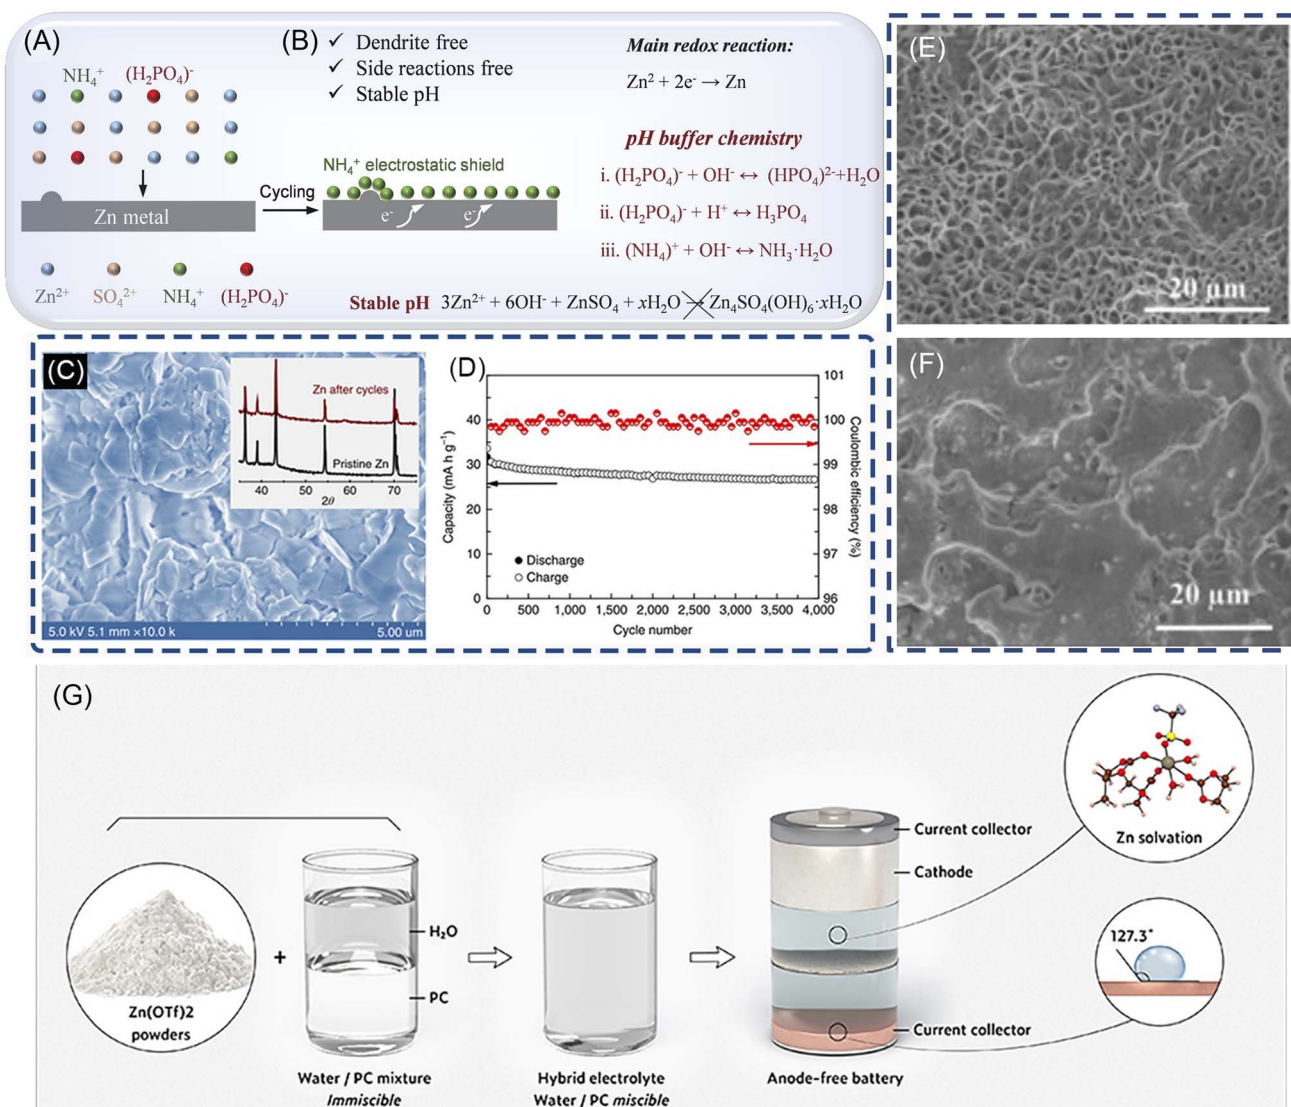 (A)
NH₄⁺
(H₂PO₄)⁻
Zn metal
Zn²⁺
SO₄²⁺
NH₄⁺
(H₂PO₄)⁻
Cycling
(B)
✓ Dendrite free
✓ Side reactions free
✓ Stable pH
NH₄⁺ electrostatic shield
e⁻
e⁻
Main redox reaction:
Zn² + 2e⁻ → Zn
pH buffer chemistry
i. (H₂PO₄)⁻ + OH⁻ ↔ (HPO₄)²⁻+H₂O
ii. (H₂PO₄)⁻ + H⁺ ↔ H₃PO₄
iii. (NH₄)⁺ + OH⁻ ↔ NH₃·H₂O
Stable pH 3Zn²⁺ + 6OH⁻ + ZnSO₄ + xH₂O → Zn₄SO₄(OH)₆·xH₂O
(C)
Zn after cycles
Pristine Zn
40 50 60 70
2θ
5.0 kV 5.1 mm ×10.0 k
5.00 um
(D)
Capacity (mA h g⁻¹)
40
30
20
10
0
101
100
99
98
97
96
Coulombic efficiency (%)
Discharge
Charge
0 500 1,000 1,500 2,000 2,500 3,000 3,500 4,000
Cycle number
(E)
20 μm
(F)
20 μm
(G)
Zn(OTf)2
powders
+
H₂O
PC
Water / PC mixture
Immiscible
Hybrid electrolyte
Water / PC miscible
Current collector
Cathode
Current collector
Anode-free battery
Zn solvation
127.3°